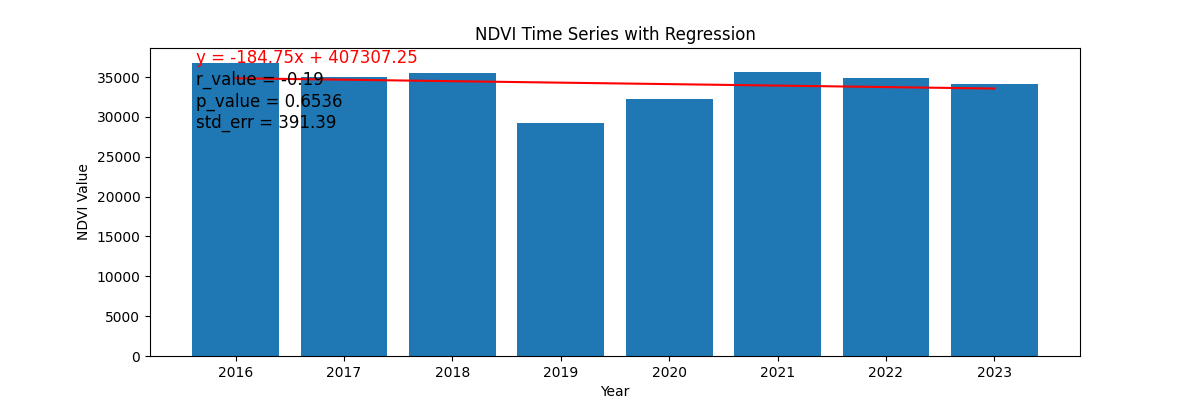 NDVI Time Series with Regression
y = -184.75x + 407307.25
r_value = -0.19
p_value = 0.6536
std_err = 391.39
NDVI Value
35000
30000
25000
20000
15000
10000
5000
0
2016 2017 2018 2019 2020 2021 2022 2023
Year